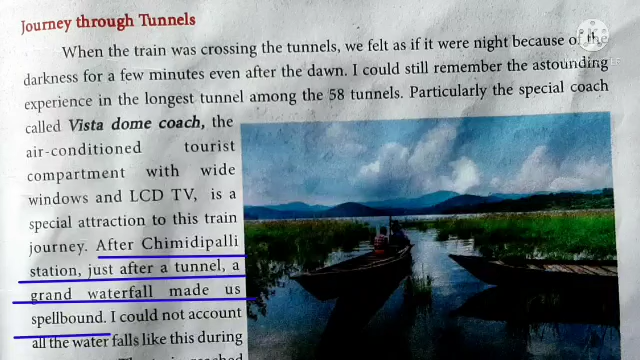 Journey through Tunnels
When the train was crossing the tunnels, we felt as if it were night because of the
darkness for a few minutes even after the dawn. I could still remember the astounding
experience in the longest tunnel among the 58 tunnels. Particularly the special coach
called Vista dome coach, the
air-conditioned tourist
compartment with wide
windows and LCD TV, is a
special attraction to this train
journey. After Chimidipalli
station, just after a tunnel, a
grand waterfall made us
spellbound. I could not account
all the water falls like this during